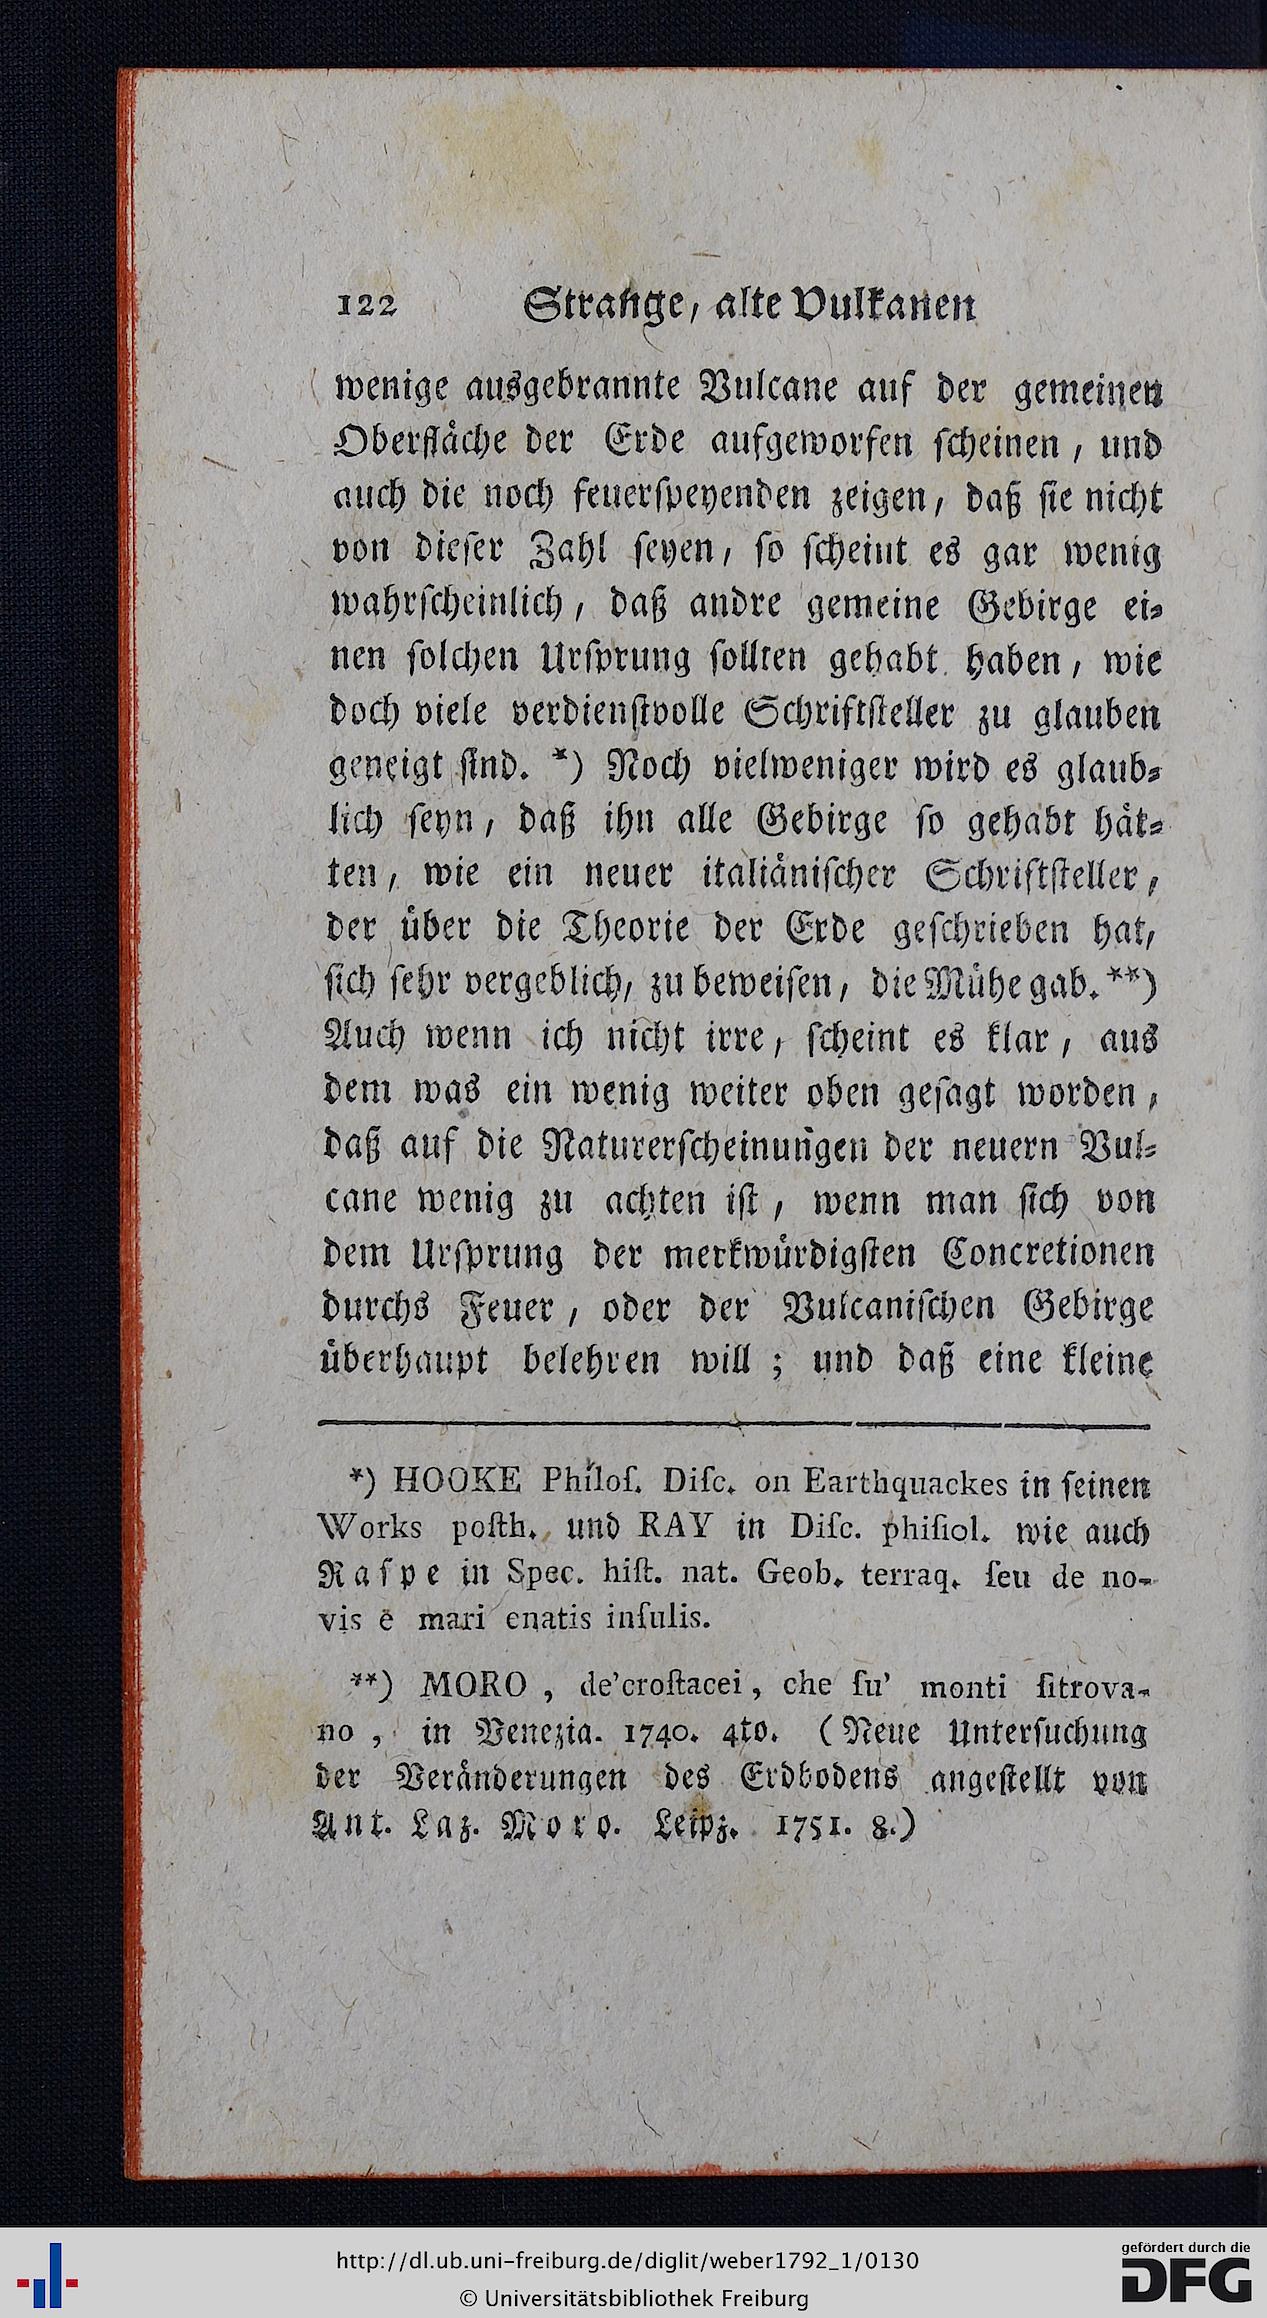 122 Strange, alte Vulkanen
wenige ausgebrannte Vulcane auf der gemeinen
Oberfläche der Erde aufgeworfen ſcheinen, und
auch die noch feuerſpeyenden zeigen, daß ſie nicht
von dieſer Zahl ſeyen, ſo ſcheint es gar wenig
wahrſcheinlich, daß andre gemeine Gebirge ei⸗
nen ſolchen Urſprung ſollten gehabt haben, wie
doch viele verdienſtvolle Schriftſteller zu glauben
geneigt ſind. *) Noch vielweniger wird es glaub⸗
lich ſeyn, daß ihn alle Gebirge ſo gehabt hät⸗
ten, wie ein neuer italiäniſcher Schriftſteller,
der über die Theorie der Erde geſchrieben hat,
ſich ſehr vergeblich, zu beweiſen, die Mühe gab. **)
Auch wenn ich nicht irre, ſcheint es klar, aus
dem was ein wenig weiter oben geſagt worden,
daß auf die Naturerſcheinungen der neuern Vul⸗
cane wenig zu achten iſt, wenn man ſich von
dem Urſprung der merkwürdigſten Concretionen
durchs Feuer, oder der Vulcaniſchen Gebirge
überhaupt belehren will; und daß eine kleine
*) HOOKE Philoſ. Diſc. on Earthquackes in ſeinen
Works poſth. und RAY in Diſc. phiſiol. wie auch
Raſpe in Spec. hiſt. nat. Geob. terraq. ſeu de no-
vis e mari enatis inſulis.
**) MORO, de'croſtacei, che ſu' monti ſitrova-
no, in Venezia. 1740. 4to. (Neue Unterſuchung
der Veränderungen des Erdbodens angeſtellt von
Ant. Laz. Moro. Leipz. 1751. 8.)
http://dl.ub.uni-freiburg.de/diglit/weber1792_1/0130
© Universitätsbibliothek Freiburg
gefördert durch die
DFG